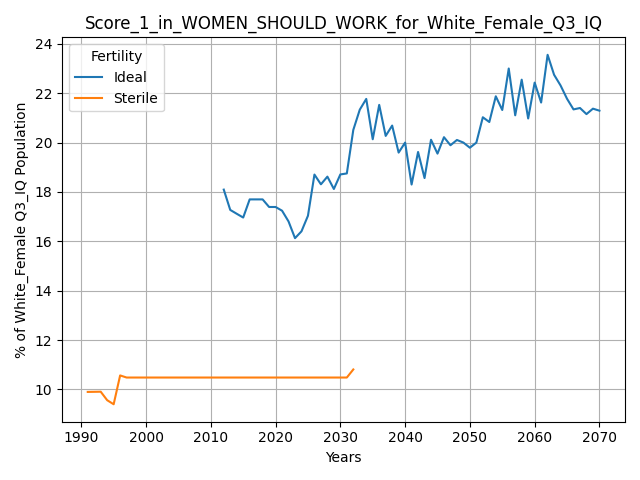 Score_1_in_WOMEN_SHOULD_WORK_for_White_Female_Q3_IQ
Fertility
Ideal
Sterile
% of White_Female Q3_IQ Population
24
22
20
18
16
14
12
10
1990 2000 2010 2020 2030 2040 2050 2060 2070
Years